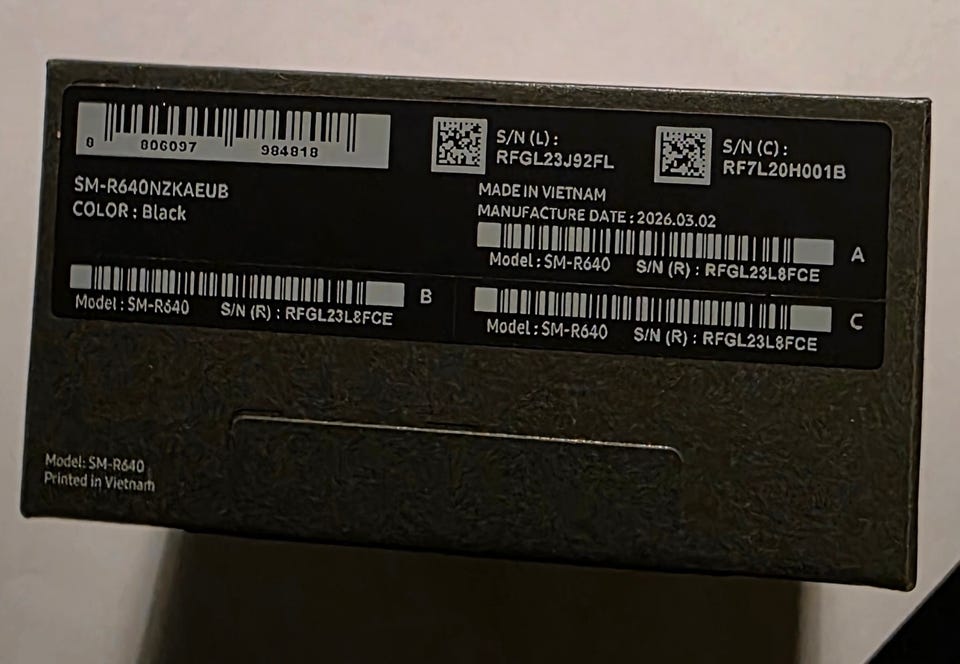 8 806097 984818
SM-R640NZKAEUB
COLOR : Black
S/N (L) :
RFGL23J92FL
S/N (C) :
RF7L20H001B
MADE IN VIETNAM
MANUFACTURE DATE : 2026.03.02
A
Model : SM-R640 S/N (R) : RFGL23L8FCE
B
Model : SM-R640 S/N (R) : RFGL23L8FCE
C
Model : SM-R640 S/N (R) : RFGL23L8FCE
Model: SM-R640
Printed in Vietnam